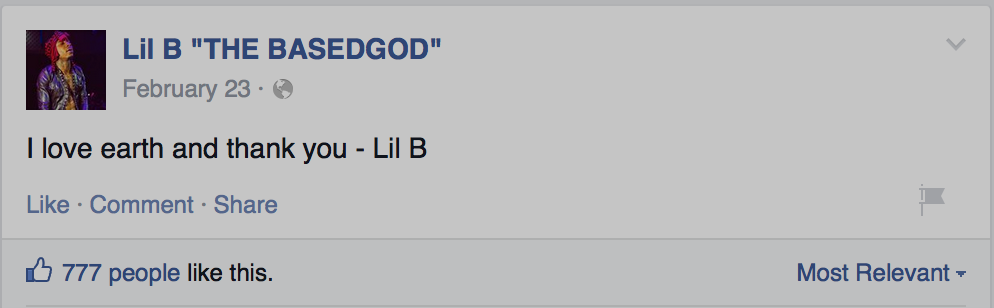 Lil B "THE BASEDGOD"
February 23 ·
I love earth and thank you - Lil B
Like · Comment · Share
777 people like this.
Most Relevant